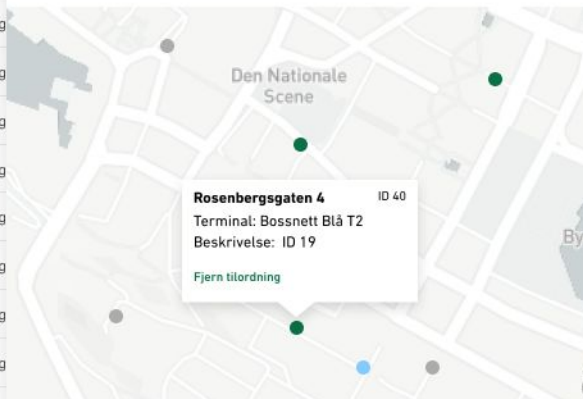 g
g
Den Nationale
Scene
g
g
Rosenbergsgaten 4 ID 40
Terminal: Bossnett Blå T2
Beskrivelse: ID 19
Fjern tilordning
g
By
g
g
g